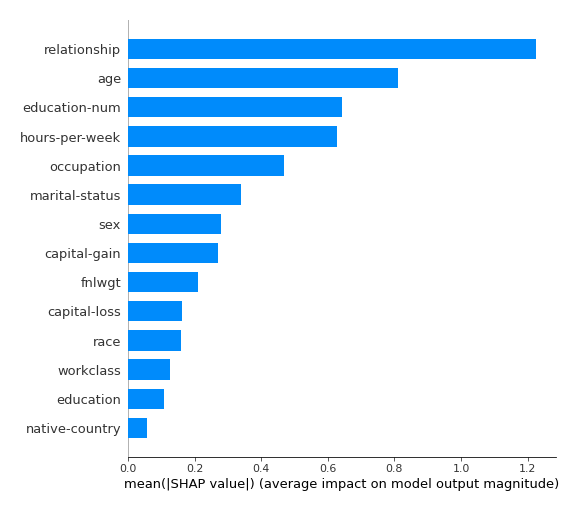 relationship
age
education-num
hours-per-week
occupation
marital-status
sex
capital-gain
fnlwgt
capital-loss
race
workclass
education
native-country
0.0 0.2 0.4 0.6 0.8 1.0 1.2
mean(|SHAP value|) (average impact on model output magnitude)